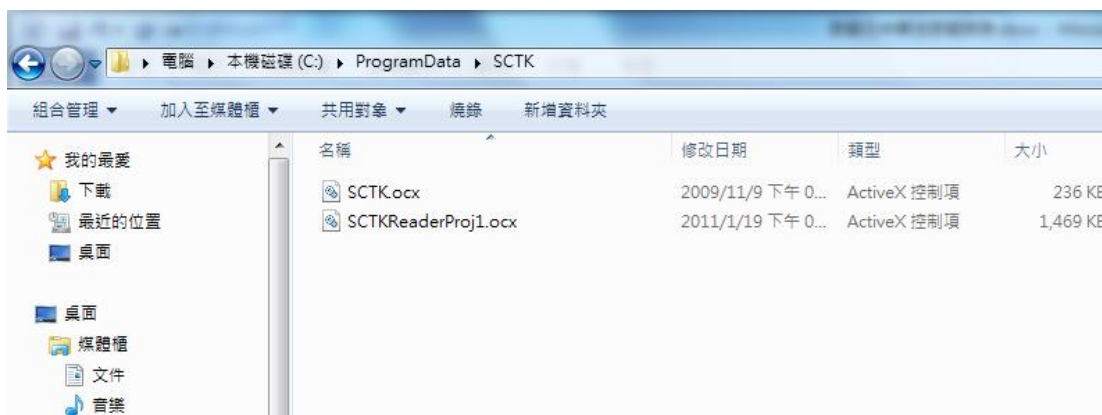 電腦 ▸ 本機磁碟 (C:) ▸ ProgramData ▸ SCTK
組合管理 加入至媒體櫃 共用對象 燒錄 新增資料夾
我的最愛
下載
最近的位置
桌面
桌面
媒體櫃
文件
音樂
名稱 修改日期 類型 大小
SCTK.ocx 2009/11/9 下午 0... ActiveX 控制項 236 KB
SCTKReaderProj1.ocx 2011/1/19 下午 0... ActiveX 控制項 1,469 KB